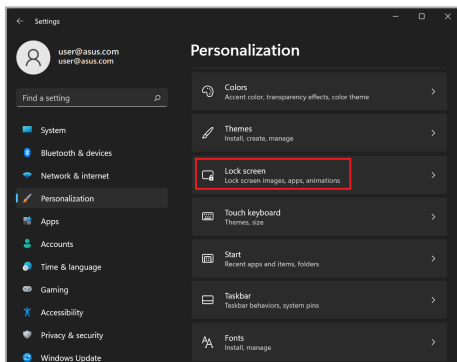 Settings
user@asus.com
user@asus.com
Find a setting
System
Bluetooth & devices
Network & internet
Personalization
Apps
Accounts
Time & language
Gaming
Accessibility
Privacy & security
Windows Update
Personalization
Colors
Accent color, transparency effects, color theme
Themes
Install, create, manage
Lock screen
Lock screen images, apps, animations
Touch keyboard
Themes, size
Start
Recent apps and items, folders
Taskbar
Taskbar behaviors, system pins
Fonts
Install, manage